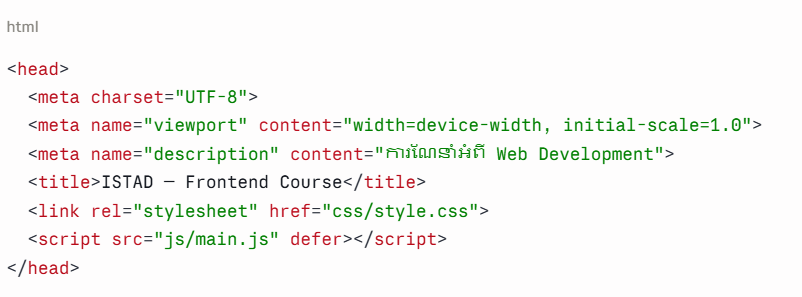 html
<head>
<meta charset="UTF-8">
<meta name="viewport" content="width=device-width, initial-scale=1.0">
<meta name="description" content="ការណែនាំអំពី Web Development">
<title>ISTAD — Frontend Course</title>
<link rel="stylesheet" href="css/style.css">
<script src="js/main.js" defer></script>
</head>